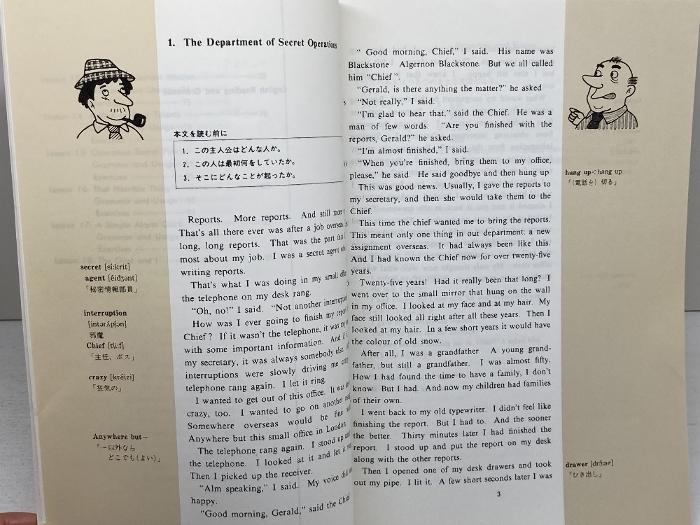 1. The Department of Secret Operations
本文を読む前に
1. この主人公はどんな人か。
2. この人は最初何をしていたか。
3. そこにどんなことが起ったか。
Reports. More reports. And still more
That's all there ever was after a job overseas
long, long reports. That was the part
most about my job. I was a secret agent
writing reports.
That's what I was doing in my small
the telephone on my desk rang.
"Oh, no!" I said. "Not another
How was I ever going to finish my
Chief? If it wasn't the telephone, it was
with some important information. And
my secretary, it was always somebody else.
interruptions were slowly driving me
telephone rang again. I let it ring.
I wanted to get out of this office. It
crazy, too. I wanted to go on another
Somewhere overseas would be fine
Anywhere but this small office in London.
The telephone rang again. I stood up
the telephone. I looked at it and let
Then I picked up the receiver.
"Alm speaking," I said. My voice
happy.
"Good morning, Gerald," said the Chief
secret [síːkrit]
agent [éidʒənt]
「秘密情報部員」
interruption
[intərʌ́pʃən]
邪魔
Chief [tʃiːf]
「主任、ボス」
crazy [kréizi]
「狂気の」
Anywhere but—
「—以外なら
どこでも(よい)」
" Good morning, Chief," I said. His name was
Blackstone Algernon Blackstone. But we all called
him "Chief".
"Gerald, is there anything the matter?" he asked
5 "Not really," I said.
"I'm glad to hear that," said the Chief. He was a
man of few words. "Are you finished with the
reports, Gerald?" he asked.
"I'm almost finished," I said.
"When you're finished, bring them to my office,
please," he said He said goodbye and then hung up
This was good news. Usually, I gave the reports to
my secretary, and then she would take them to the
Chief.
This time the chief wanted me to bring the reports.
This meant only one thing in our department: a new
assignment overseas. It had always been like this.
And I had known the Chief now for over twenty-five
years.
Twenty-five years! Had it really been that long? I
went over to the small mirror that hung on the wall
in my office. I looked at my face and at my hair. My
face still looked all right after all these years. Then I
looked at my hair. In a few short years it would have
the colour of old snow.
After all, I was a grandfather A young grand-
father, but still a grandfather. I was almost fifty.
How I had found the time to have a family, I don't
know. But I had. And now my children had families
of their own.
I went back to my old typewriter. I didn't feel like
finishing the report. But I had to. And the sooner
the better. Thirty minutes later I had finished the
report. I stood up and put the report on my desk
along with the other reports.
Then I opened one of my desk drawers and took
out my pipe. I lit it. A few short seconds later I was
3
hung up<hang up
「(電話を) 切る」
drawer [drɔːər]
「ひき出し」